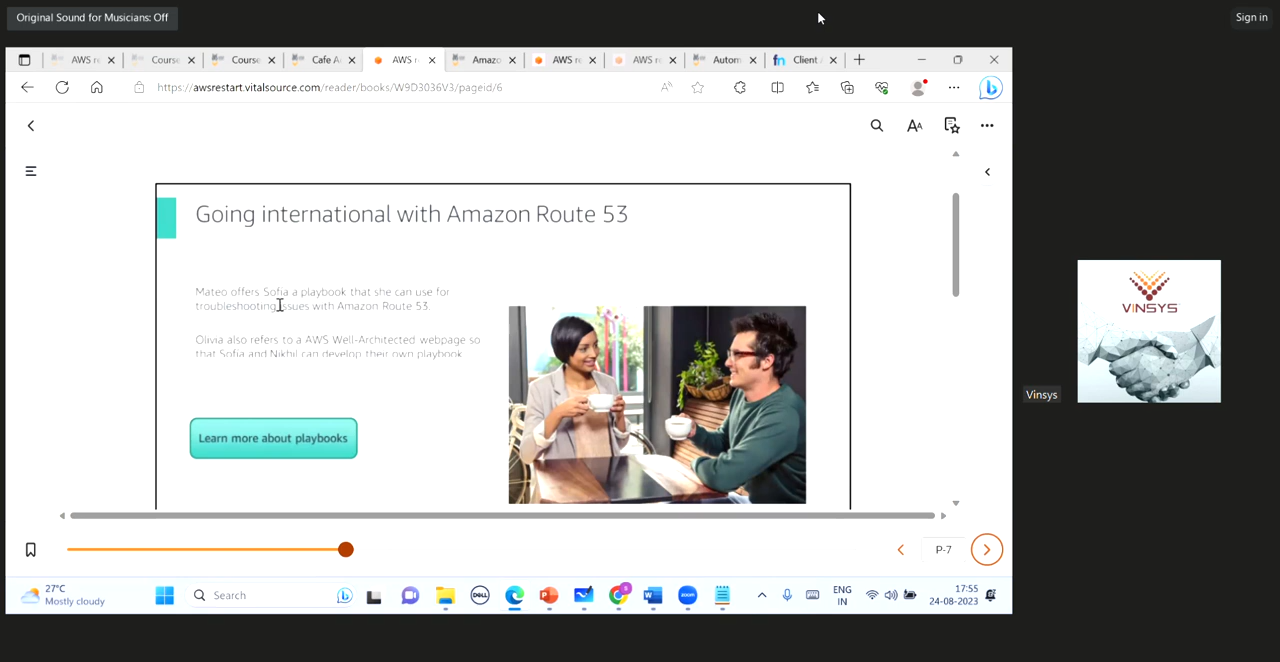 Original Sound for Musicians: Off
Sign in
AWS r
Course
Course
Cafe A
AWS r
Amazo
AWS re
AWS r
Autom
Client
https://awsrestart.vitalsource.com/reader/books/W9D3036V3/pageid/6
Going international with Amazon Route 53
Mateo offers Sofia a playbook that she can use for
troubleshooting issues with Amazon Route 53.
Olivia also refers to a AWS Well-Architected webpage so
that Sofia and Nikhil can develop their own playbook
Learn more about playbooks
VINSYS
Vinsys
P-7
27°C
Mostly cloudy
Search
DELL
zoom
ENG
IN
17:55
24-08-2023